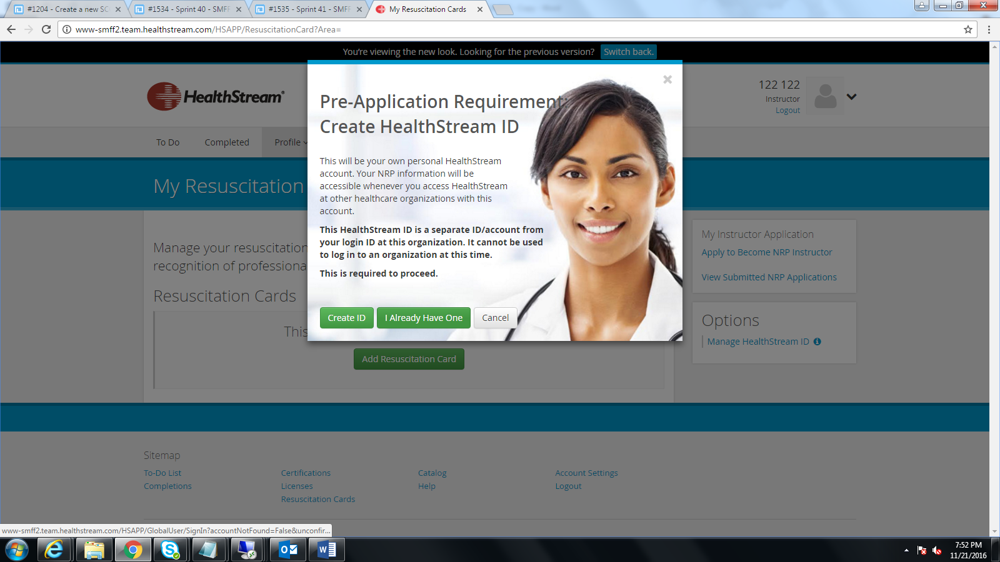 #1204 - Create a new SC
#1534 - Sprint 40 - SMFF
#1535 - Sprint 41 - SMFF
My Resuscitation Cards
www-smff2.team.healthstream.com/HSAPP/ResuscitationCard?Area=
You're viewing the new look. Looking for the previous version? Switch back.
HealthStream
122 122
Instructor
Logout
To Do
Completed
Profile
My Resuscitation
Pre-Application Requirement:
Create HealthStream ID
This will be your own personal HealthStream
account. Your NRP information will be
accessible whenever you access HealthStream
at other healthcare organizations with this
account.
This HealthStream ID is a separate ID/account from
your login ID at this organization. It cannot be used
to log in to an organization at this time.
This is required to proceed.
Create ID
I Already Have One
Cancel
Manage your resuscitation
recognition of professiona
Resuscitation Cards
This
Add Resuscitation Card
My Instructor Application
Apply to Become NRP Instructor
View Submitted NRP Applications
Options
Manage HealthStream ID
Sitemap
To-Do List
Certifications
Catalog
Account Settings
Completions
Licenses
Help
Logout
Resuscitation Cards
www-smff2.team.healthstream.com/HSAPP/GlobalUser/SignIn?accountNotFound=False&unconfir...
7:52 PM
11/21/2016